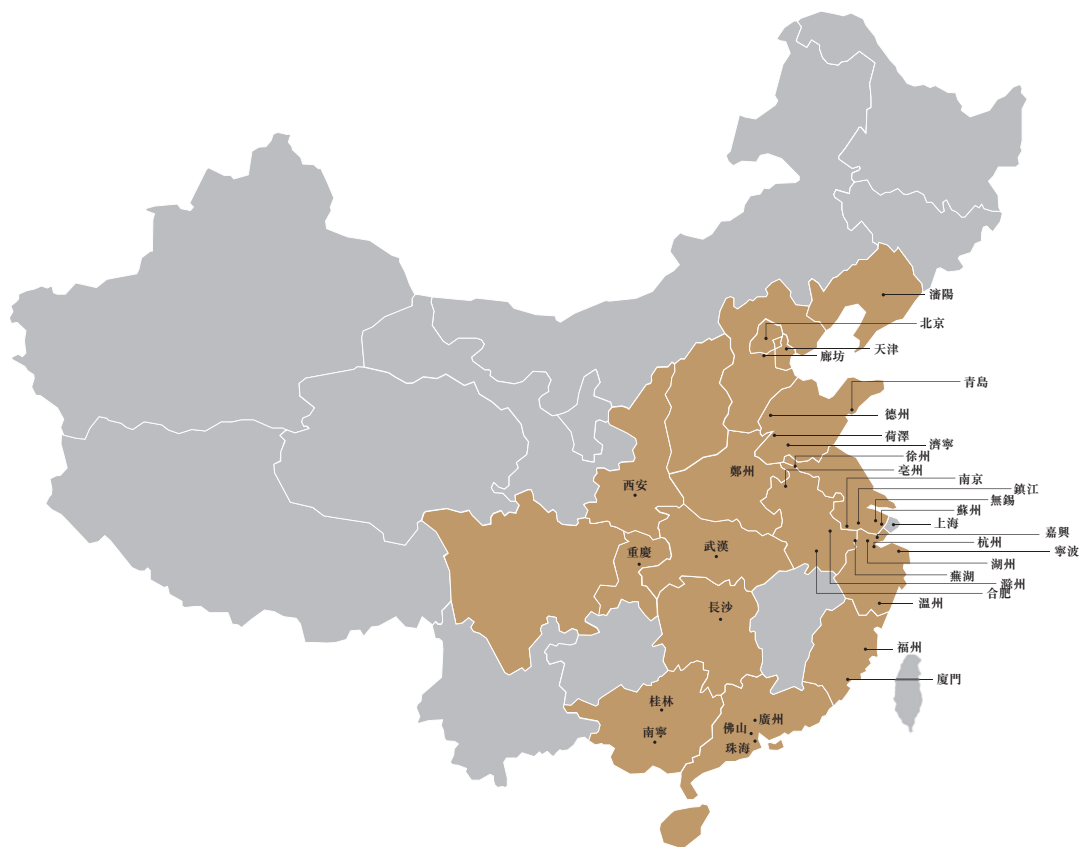 瀋陽
北京
天津
廊坊
青島
德州
荷澤
濟寧
徐州
亳州
鄭州
南京
西安
鎮江
無錫
蘇州
上海
嘉興
杭州
武漢
重慶
寧波
湖州
蕪湖
滁州
合肥
溫州
長沙
福州
廈門
桂林
廣州
佛山
南寧
珠海